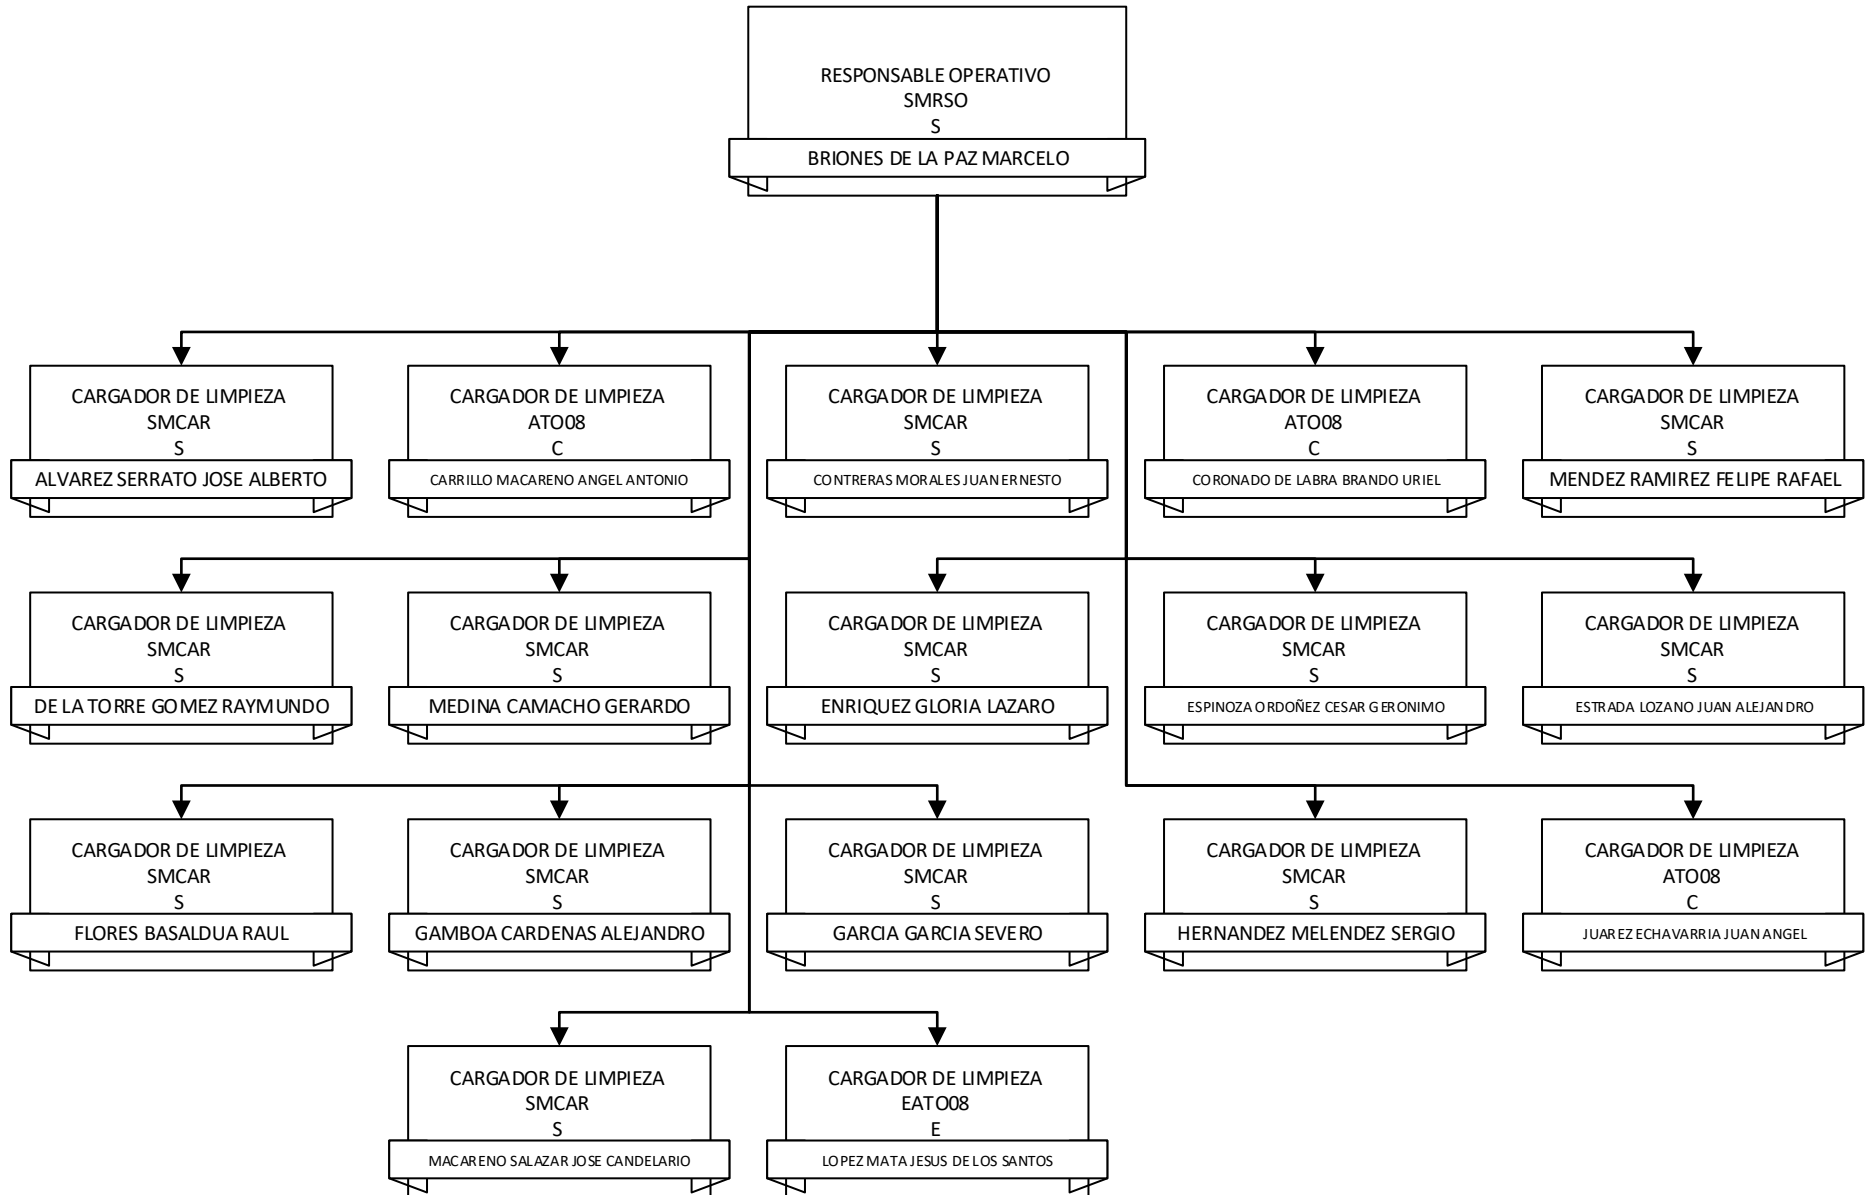 RESPONSABLE OPERATIVO
SMRSO
S
BRIONES DE LA PAZ MARCELO
CARGADOR DE LIMPIEZA
SMCAR
S
ALVAREZ SERRATO JOSE ALBERTO
CARGADOR DE LIMPIEZA
ATO08
C
CARRILLO MACARENO ANGEL ANTONIO
CARGADOR DE LIMPIEZA
SMCAR
S
CONTRERAS MORALES JUAN ERNESTO
CARGADOR DE LIMPIEZA
ATO08
C
CORONADO DE LABRA BRANDO URIEL
CARGADOR DE LIMPIEZA
SMCAR
S
MENDEZ RAMIREZ FELIPE RAFAEL
CARGADOR DE LIMPIEZA
SMCAR
S
DE LA TORRE GOMEZ RAYMUNDO
CARGADOR DE LIMPIEZA
SMCAR
S
MEDINA CAMACHO GERARDO
CARGADOR DE LIMPIEZA
SMCAR
S
ENRIQUEZ GLORIA LAZARO
CARGADOR DE LIMPIEZA
SMCAR
S
ESPINOZA ORDOÑEZ CESAR GERONIMO
CARGADOR DE LIMPIEZA
SMCAR
S
ESTRADA LOZANO JUAN ALEJANDRO
CARGADOR DE LIMPIEZA
SMCAR
S
FLORES BASALDUA RAUL
CARGADOR DE LIMPIEZA
SMCAR
S
GAMBOA CARDENAS ALEJANDRO
CARGADOR DE LIMPIEZA
SMCAR
S
GARCIA GARCIA SEVERO
CARGADOR DE LIMPIEZA
SMCAR
S
HERNANDEZ MELENDEZ SERGIO
CARGADOR DE LIMPIEZA
ATO08
C
JUAREZ ECHAVARRIA JUAN ANGEL
CARGADOR DE LIMPIEZA
SMCAR
S
MACARENO SALAZAR JOSE CANDELARIO
CARGADOR DE LIMPIEZA
EATO08
E
LOPEZ MATA JESUS DE LOS SANTOS